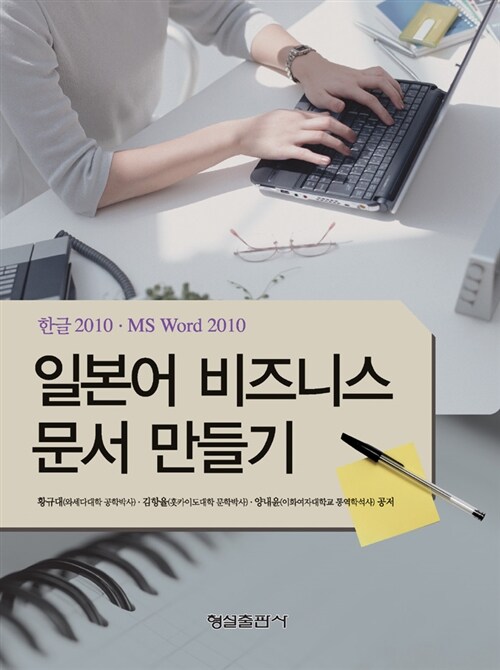 한글 2010 · MS Word 2010
일본어 비즈니스
문서 만들기
황규대(와세다대학 공학박사) · 김항율(홋카이도대학 문학박사) · 양내윤(이화여자대학교 통역학석사) 공저
형설출판사